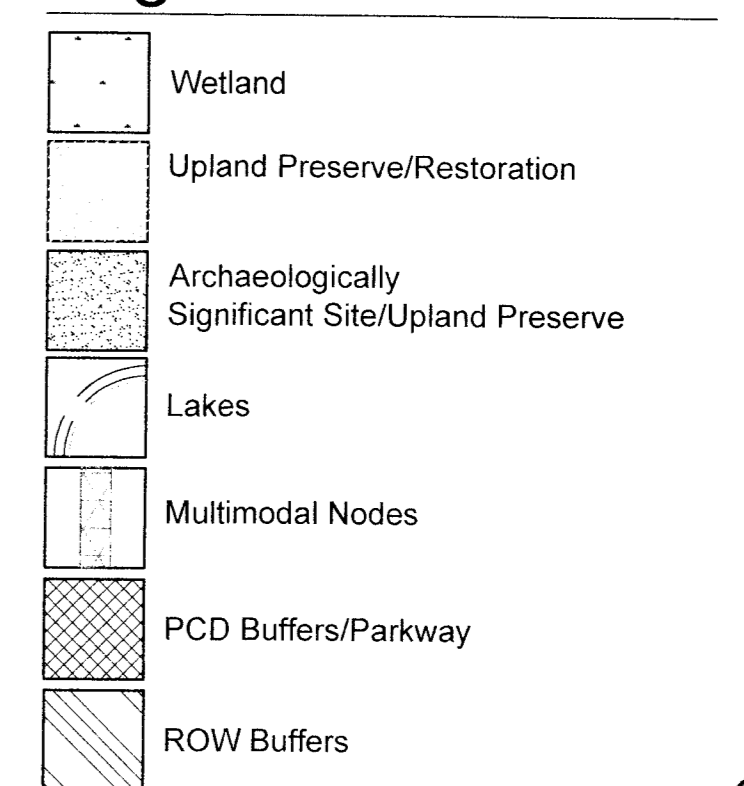 Wetland
Upland Preserve/Restoration
Archaeologically
Significant Site/Upland Preserve
Lakes
Multimodal Nodes
PCD Buffers/Parkway
ROW Buffers